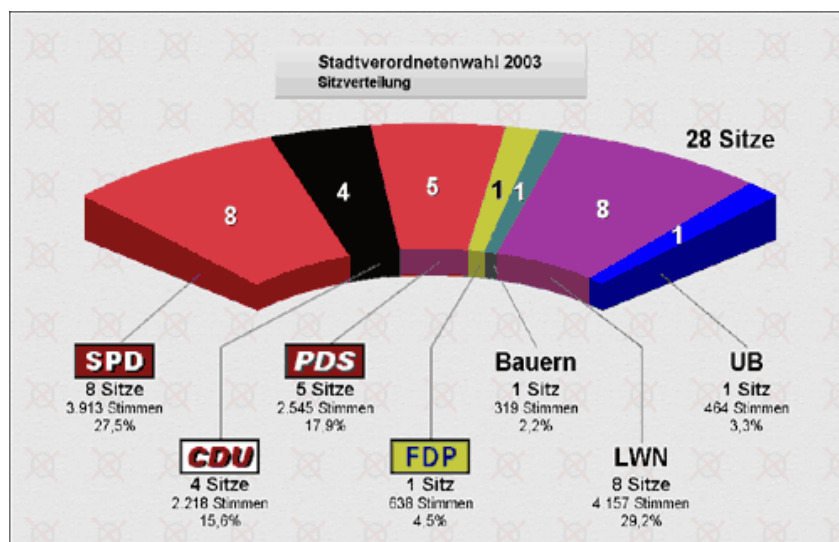 Stadtverordnetenwahl 2003
Sitzverteilung
28 Sitze
8
4
5
1
1
8
1
SPD
8 Sitze
3.913 Stimmen
27,5%
CDU
4 Sitze
2.218 Stimmen
15,6%
PDS
5 Sitze
2.545 Stimmen
17,9%
FDP
1 Sitz
638 Stimmen
4,5%
Bauern
1 Sitz
319 Stimmen
2,2%
LWN
8 Sitze
4.157 Stimmen
29,2%
UB
1 Sitz
464 Stimmen
3,3%